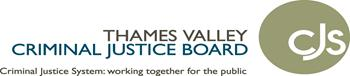 THAMES VALLEY
CRIMINAL JUSTICE BOARD
cjs
Criminal Justice System: working together for the public